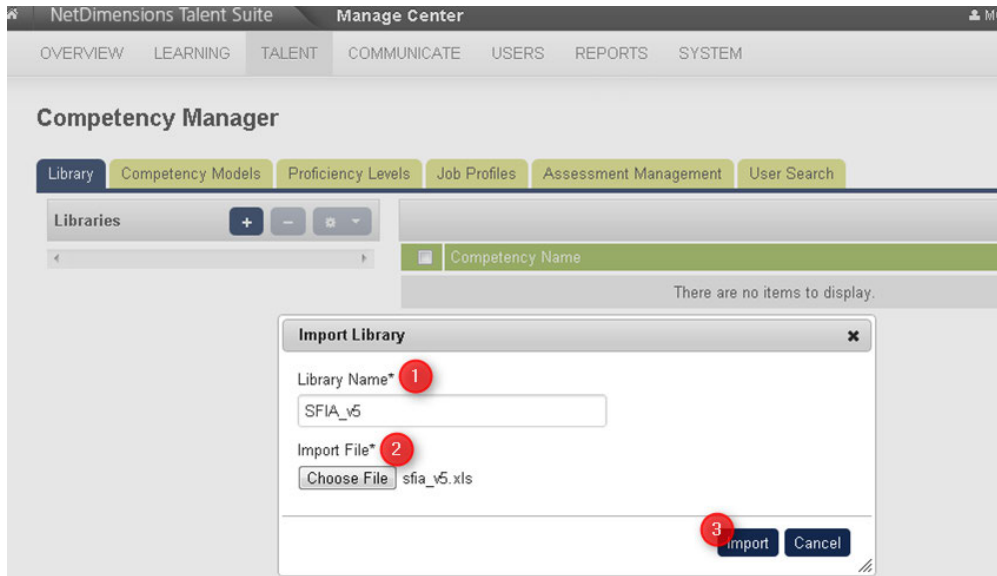 NetDimensions Talent Suite Manage Center
OVERVIEW LEARNING TALENT COMMUNICATE USERS REPORTS SYSTEM
Competency Manager
Library Competency Models Proficiency Levels Job Profiles Assessment Management User Search
Libraries
Competency Name
There are no items to display.
Import Library
Library Name* 1
SFIA_v5
Import File* 2
Choose File sfia_v5.xls
3
Import Cancel